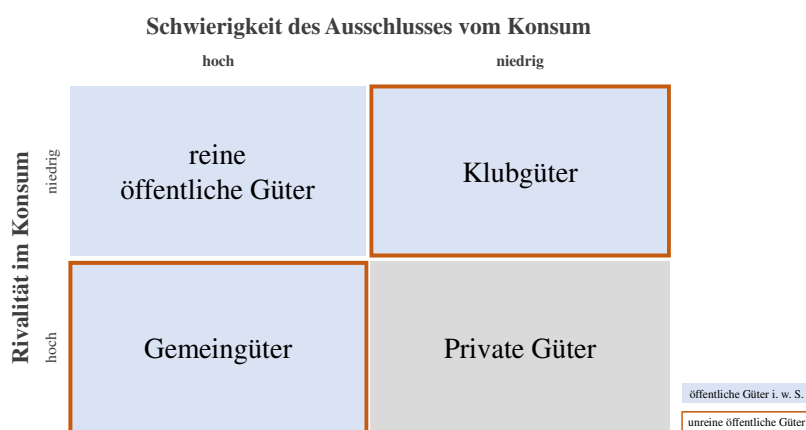 Schwierigkeit des Ausschlusses vom Konsum
hoch
niedrig
Rivalität im Konsum
niedrig
hoch
reine
öffentliche Güter
Klubgüter
Gemeingüter
Private Güter
öffentliche Güter i. w. S.
unreine öffentliche Güter